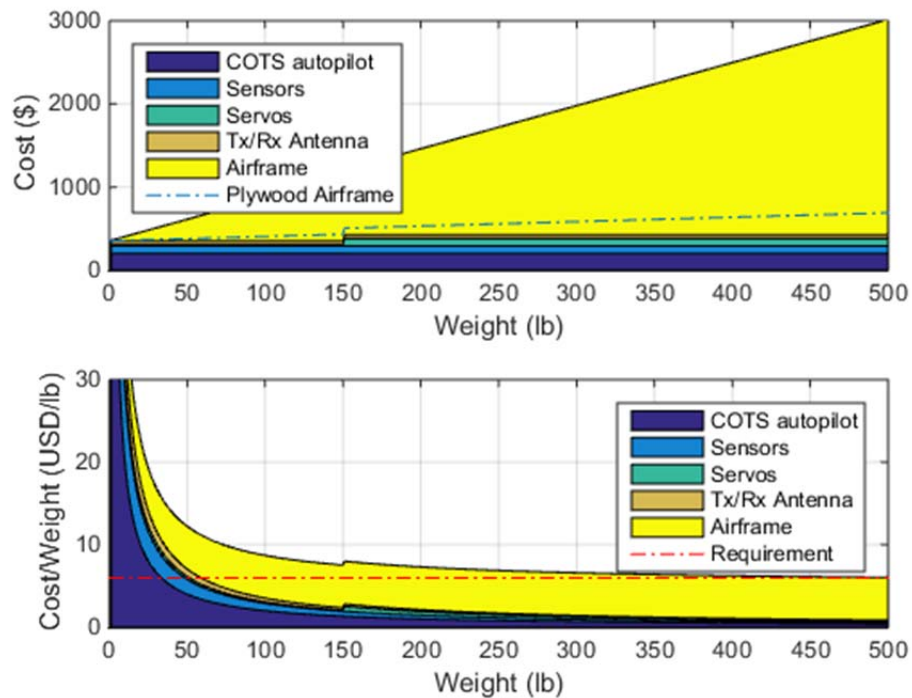 3000
2000
1000
0
Cost ($)
COTS autopilot
Sensors
Servos
Tx/Rx Antenna
Airframe
Plywood Airframe
0 50 100 150 200 250 300 350 400 450 500
Weight (lb)
30
20
10
0
Cost/Weight (USD/lb)
COTS autopilot
Sensors
Servos
Tx/Rx Antenna
Airframe
Requirement
0 50 100 150 200 250 300 350 400 450 500
Weight (lb)